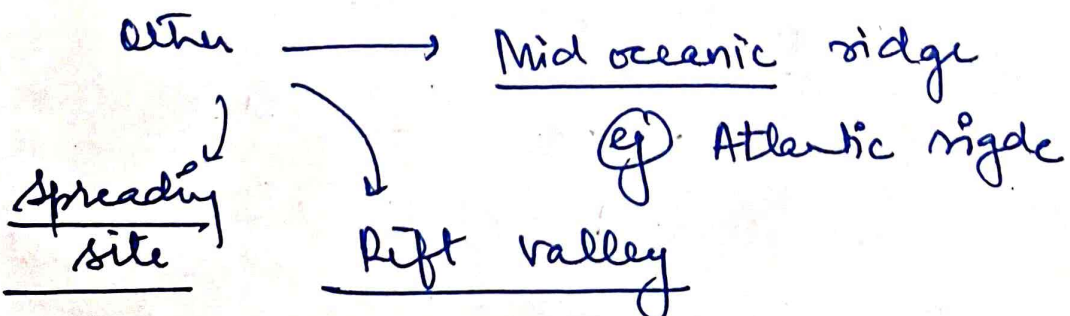 Other → Mid oceanic ridge
eg Atlantic rigde
Spreading
site
Rift valley